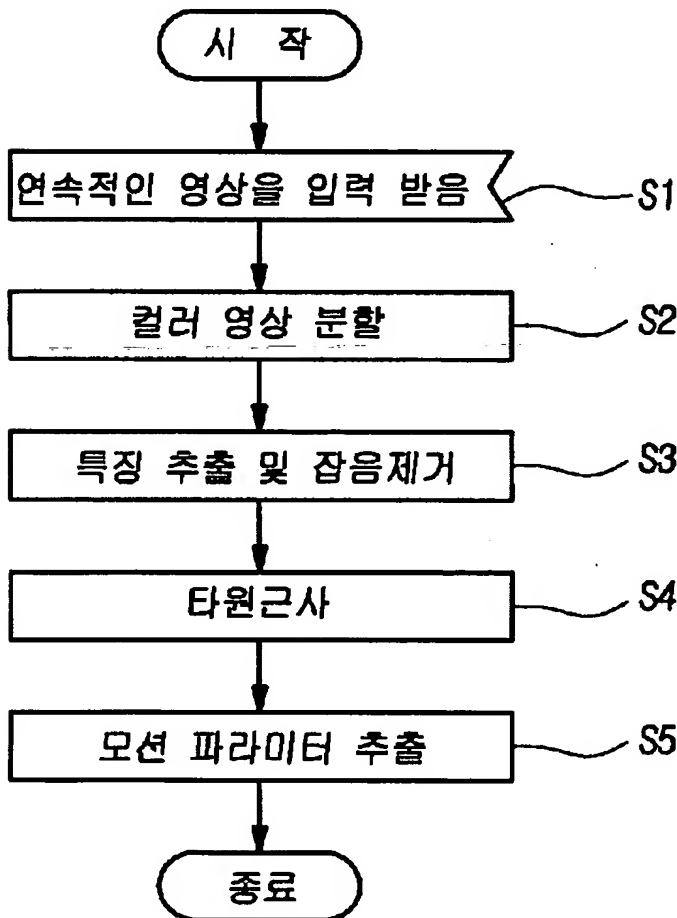 시 작
연속적인 영상을 입력 받음
S1
컬러 영상 분할
S2
특징 추출 및 잡음제거
S3
타원근사
S4
모션 파라미터 추출
S5
종료